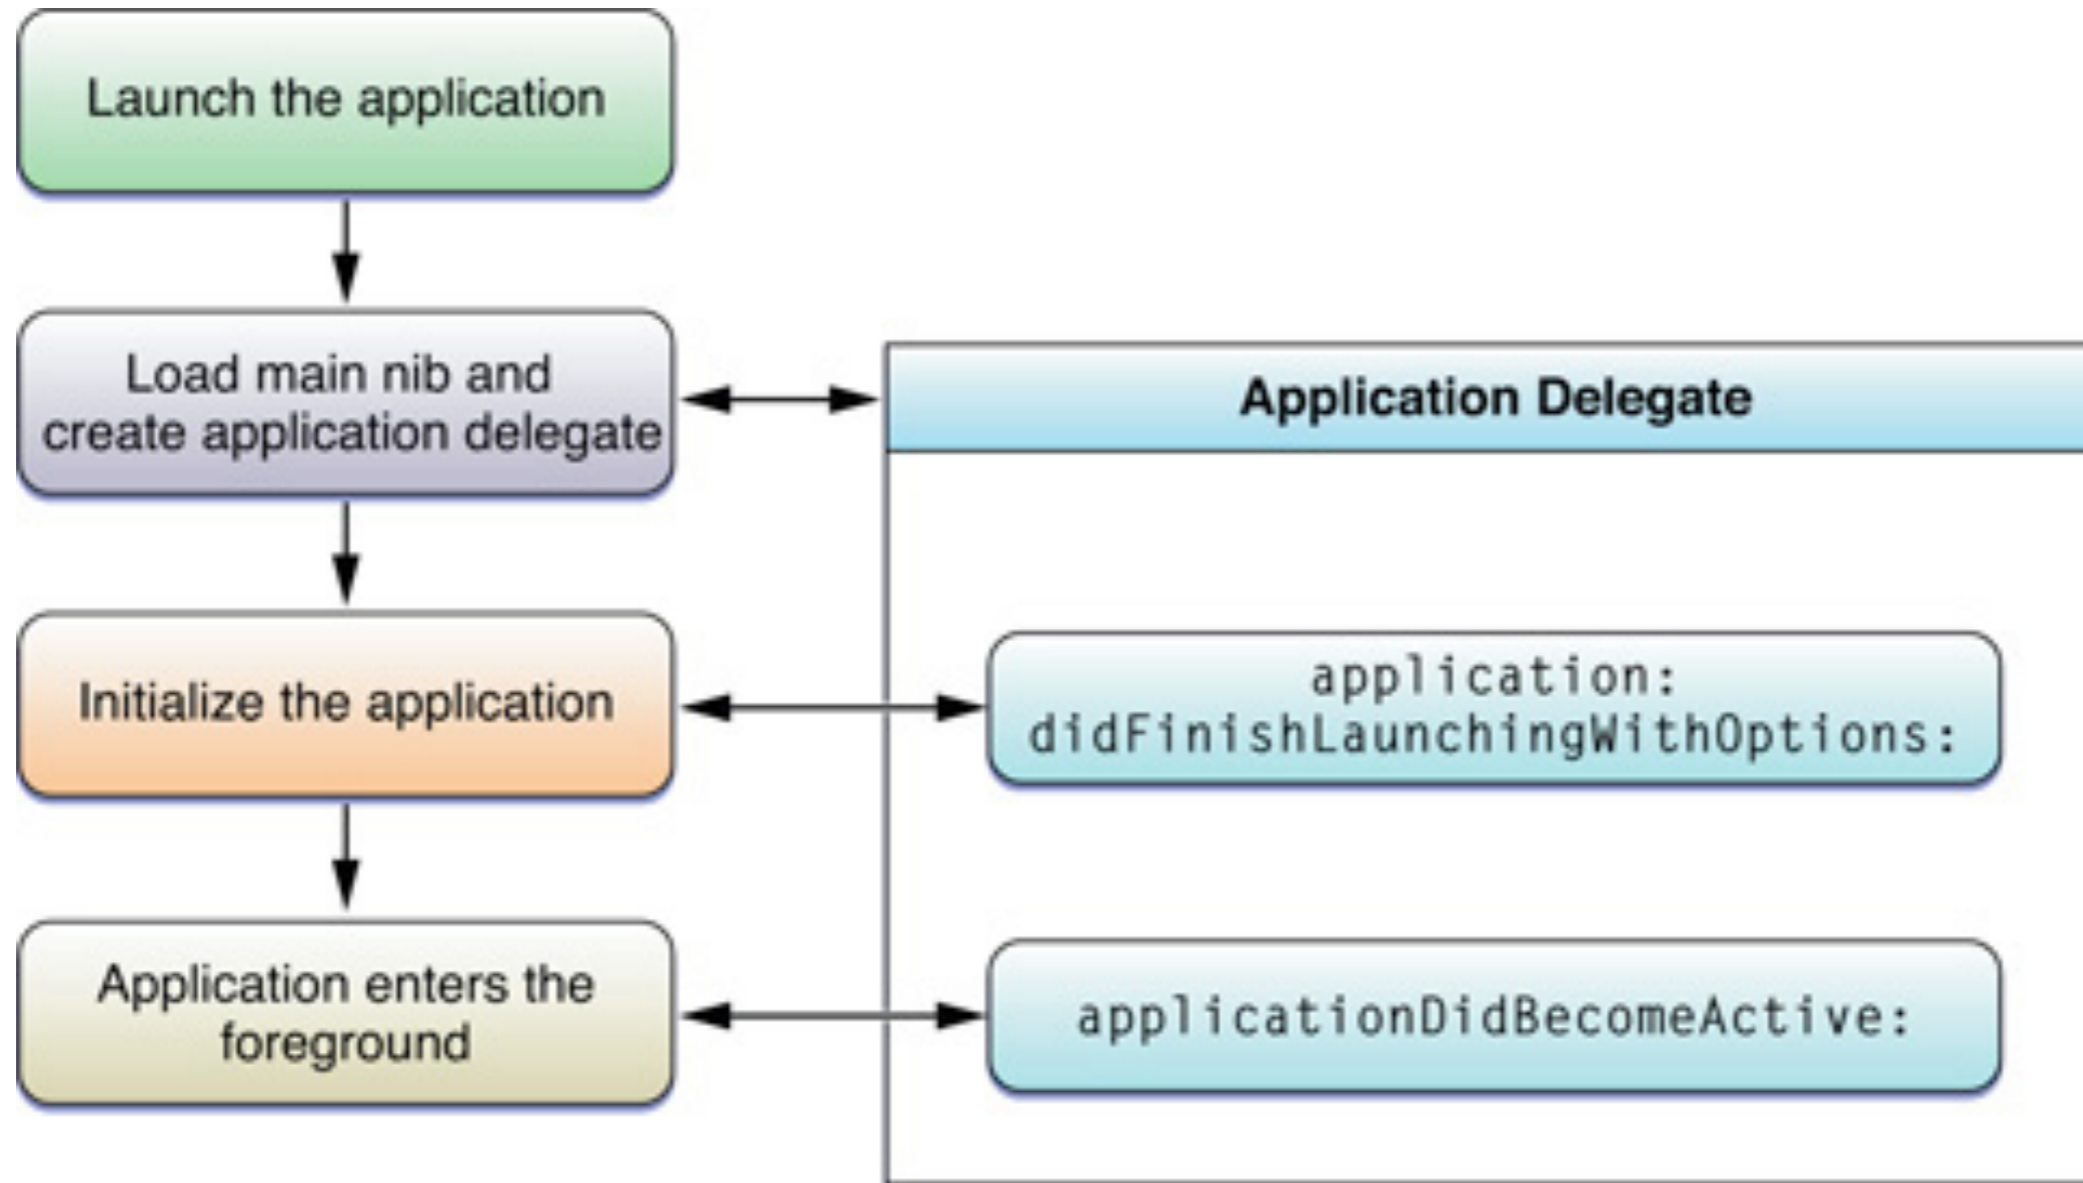 Launch the application
Load main nib and
create application delegate
Application Delegate
Initialize the application
application:
didFinishLaunchingWithOptions:
Application enters the
foreground
applicationDidBecomeActive: